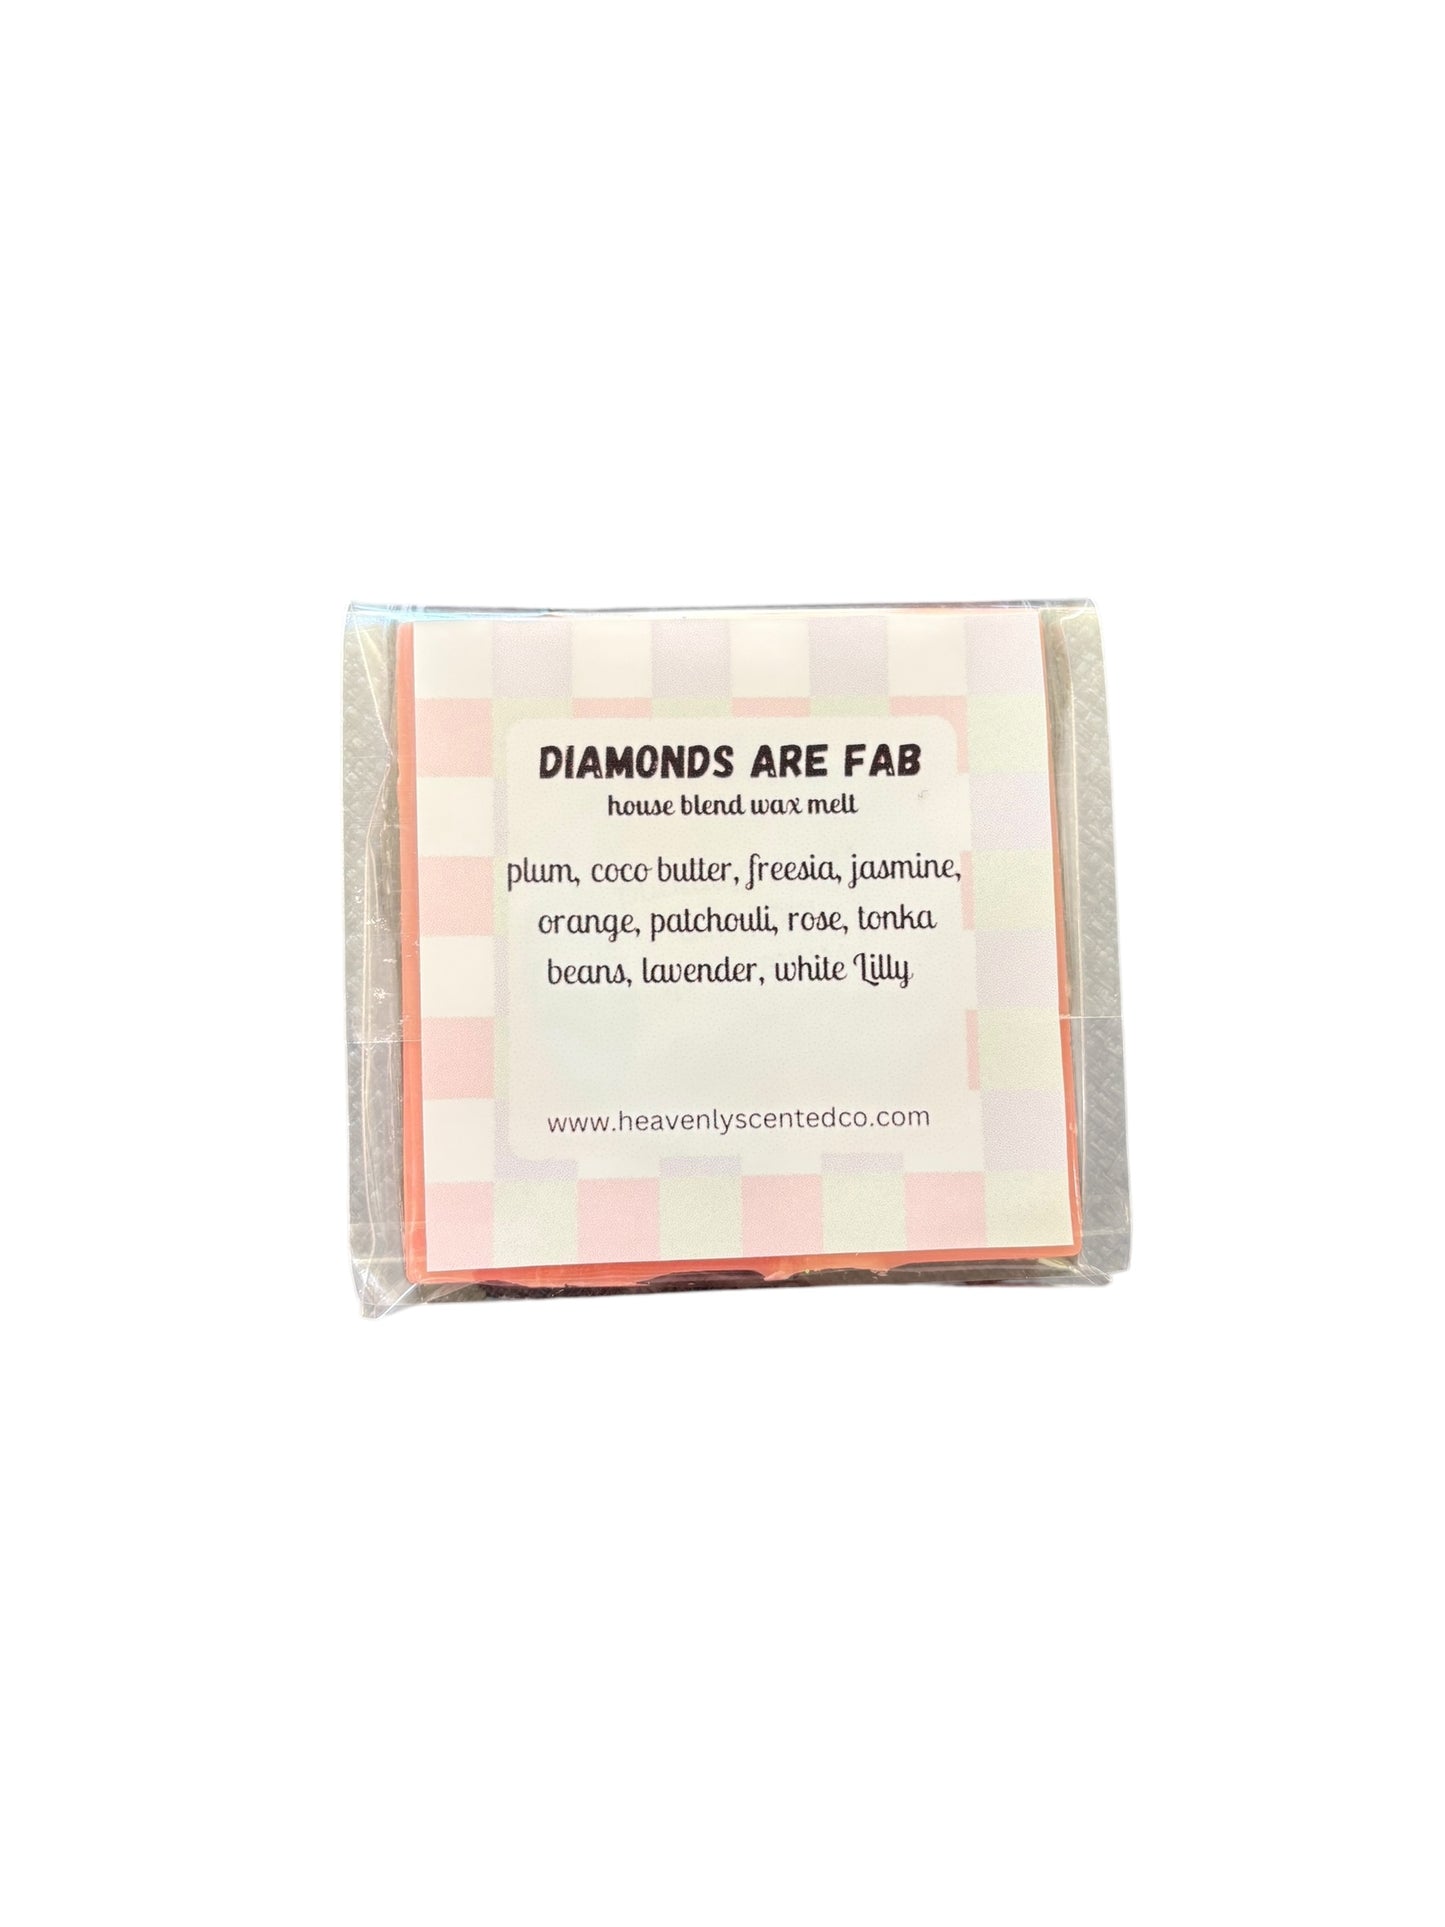 DIAMONDS ARE FAB
house blend wax melt
plum, coco butter, freesia, jasmine,
orange, patchouli, rose, tonka
beans, lavender, white Lilly
www.heavenlyscentedco.com